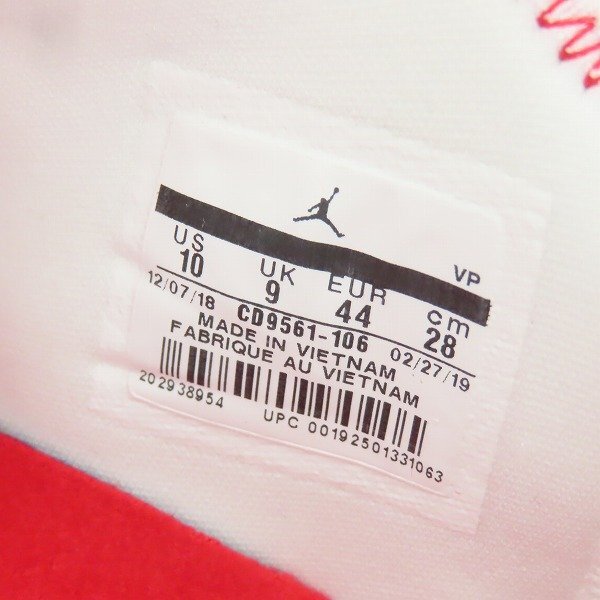 VP
US UK EUR cm
10 9 44 28
12/07/18 CD9561-106 02/27/19
MADE IN VIETNAM
FABRIQUE AU VIETNAM
202938954 UPC 00192501331063